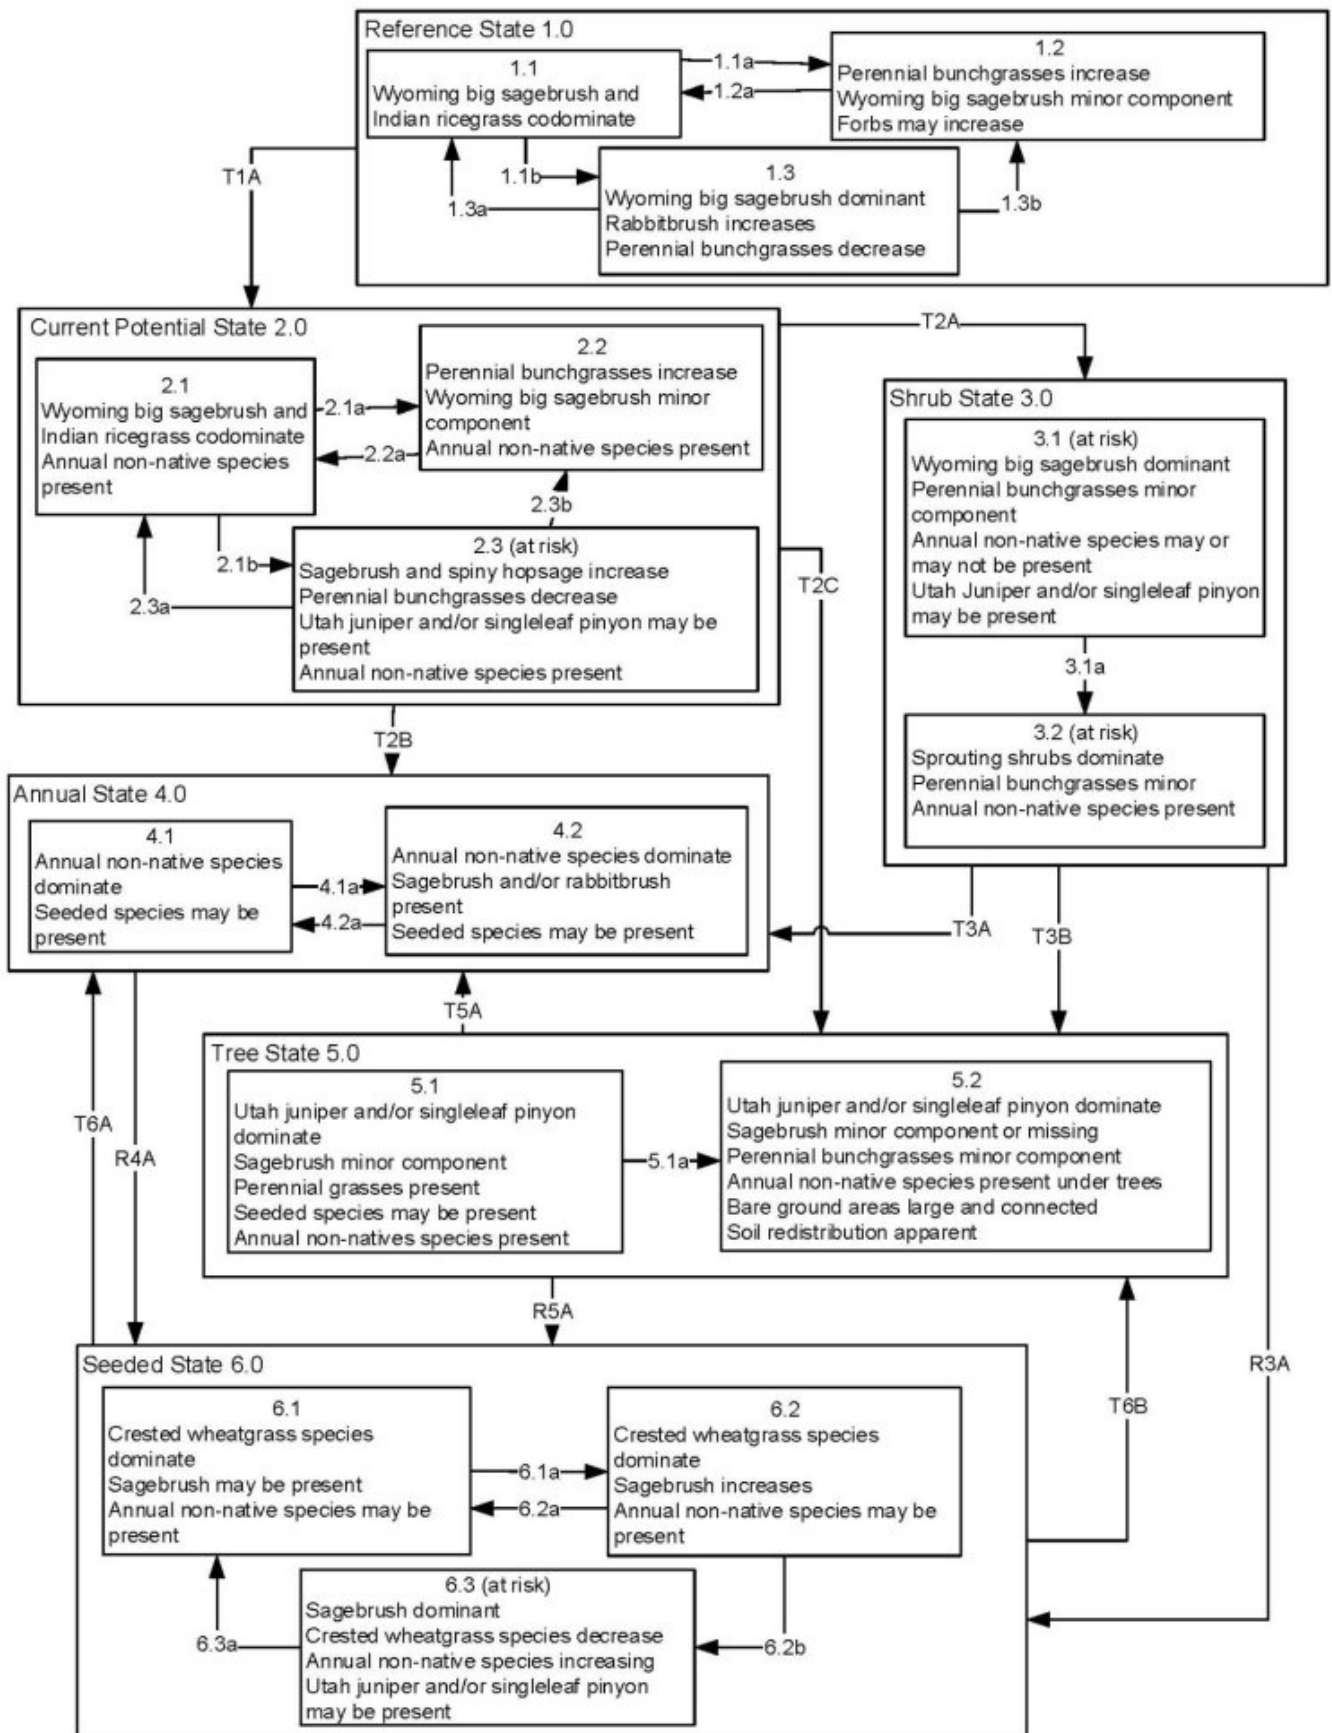 Reference State 1.0
1.1
Wyoming big sagebrush and
Indian ricegrass codominate
1.1a
1.2a
1.2
Perennial bunchgrasses increase
Wyoming big sagebrush minor component
Forbs may increase
1.1b
1.3a
1.3
Wyoming big sagebrush dominant
Rabbitbrush increases
Perennial bunchgrasses decrease
1.3b
T1A
Current Potential State 2.0
2.1
Wyoming big sagebrush and
Indian ricegrass codominate
Annual non-native species
present
2.1a
2.2a
2.2
Perennial bunchgrasses increase
Wyoming big sagebrush minor
component
Annual non-native species present
2.3b
2.1b
2.3a
2.3 (at risk)
Sagebrush and spiny hopsage increase
Perennial bunchgrasses decrease
Utah juniper and/or singleleaf pinyon may be
present
Annual non-native species present
T2A
T2C
T2B
Shrub State 3.0
3.1 (at risk)
Wyoming big sagebrush dominant
Perennial bunchgrasses minor
component
Annual non-native species may or
may not be present
Utah Juniper and/or singleleaf pinyon
may be present
3.1a
3.2 (at risk)
Sprouting shrubs dominate
Perennial bunchgrasses minor
Annual non-native species present
Annual State 4.0
4.1
Annual non-native species
dominate
Seeded species may be
present
4.1a
4.2a
4.2
Annual non-native species dominate
Sagebrush and/or rabbitbrush
present
Seeded species may be present
T3A
T3B
T5A
T6A
R4A
Tree State 5.0
5.1
Utah juniper and/or singleleaf pinyon
dominate
Sagebrush minor component
Perennial grasses present
Seeded species may be present
Annual non-natives species present
5.1a
5.2
Utah juniper and/or singleleaf pinyon dominate
Sagebrush minor component or missing
Perennial bunchgrasses minor component
Annual non-native species present under trees
Bare ground areas large and connected
Soil redistribution apparent
R5A
R3A
T6B
Seeded State 6.0
6.1
Crested wheatgrass species
dominate
Sagebrush may be present
Annual non-native species may be
present
6.1a
6.2a
6.2
Crested wheatgrass species
dominate
Sagebrush increases
Annual non-native species may be
present
6.3a
6.3 (at risk)
Sagebrush dominant
Crested wheatgrass species decrease
Annual non-native species increasing
Utah juniper and/or singleleaf pinyon
may be present
6.2b